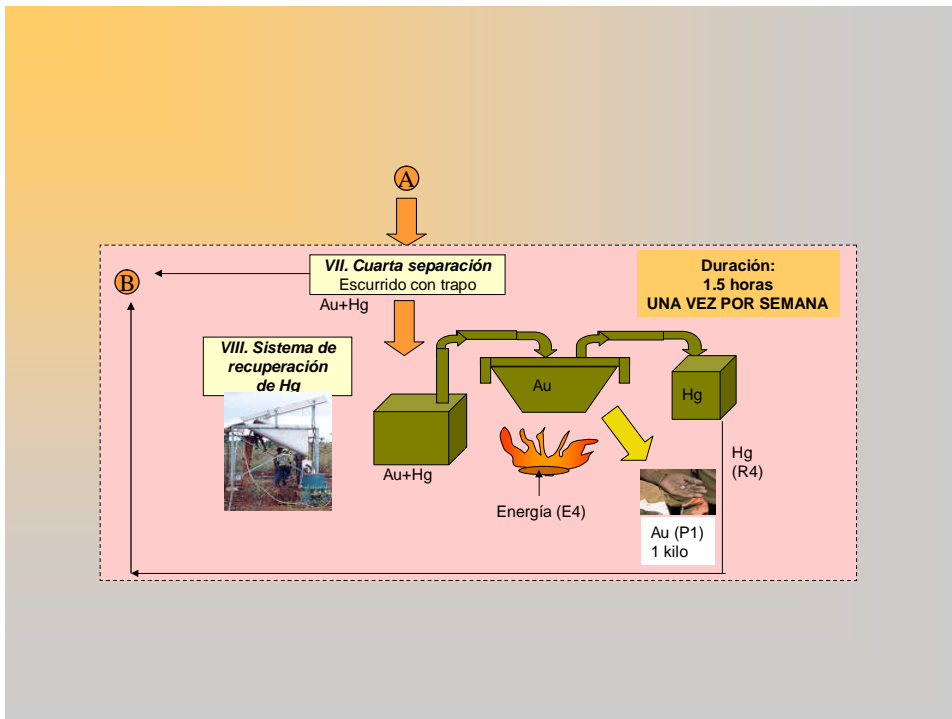 A
B
VII. Cuarta separación
Escurrido con trapo
Au+Hg
Duración:
1.5 horas
UNA VEZ POR SEMANA
VIII. Sistema de
recuperación
de Hg
Au
Hg
Au+Hg
Energía (E4)
Hg
(R4)
Au (P1)
1 kilo